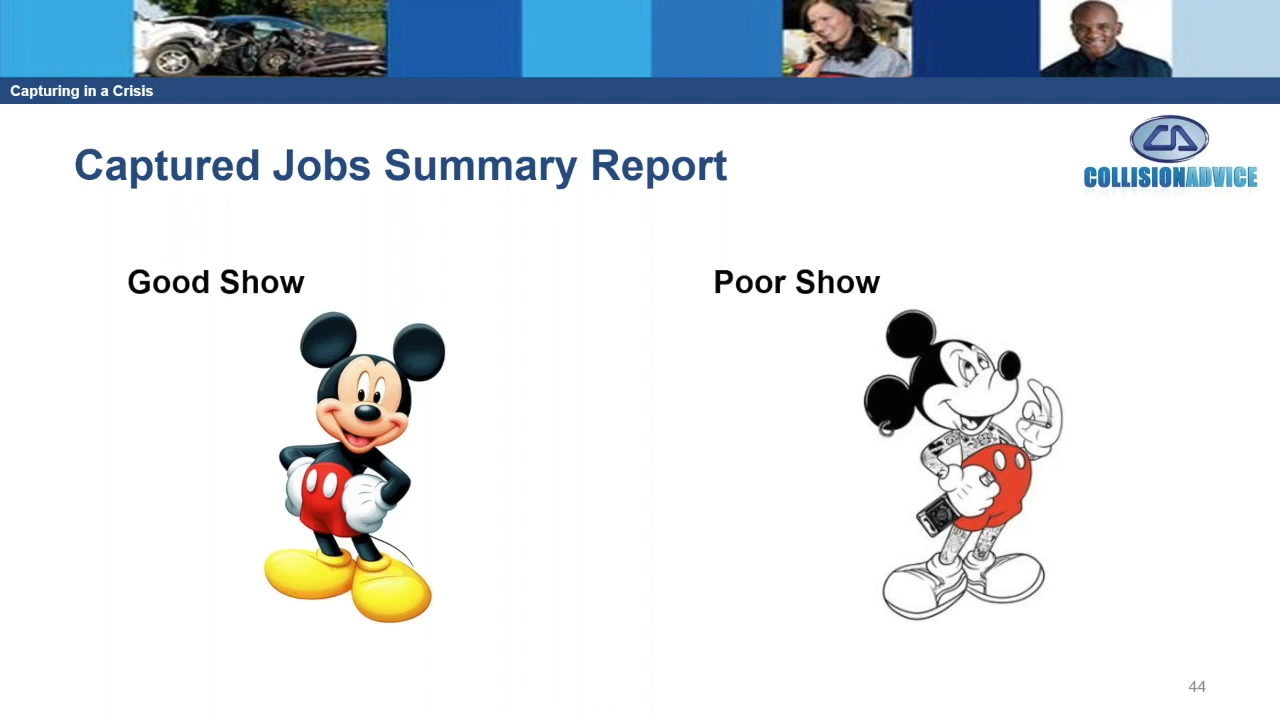 Capturing in a Crisis
Captured Jobs Summary Report
COLLISIONADVICE
Good Show
Poor Show
44